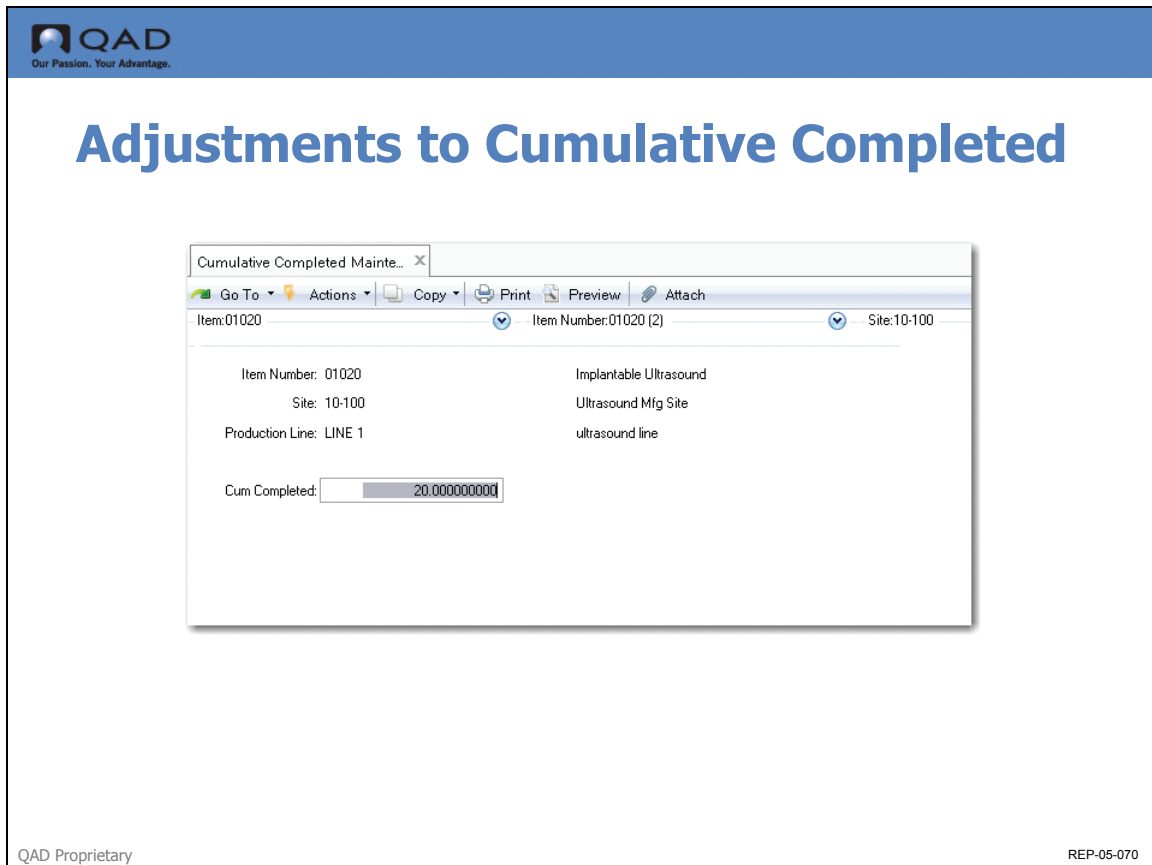 QAD
Our Passion. Your Advantage.
Adjustments to Cumulative Completed
Cumulative Completed Mainte...
Go To Actions Copy Print Preview Attach
Item:01020 Item Number:01020 (2) Site:10-100
Item Number: 01020 Implantable Ultrasound
Site: 10-100 Ultrasound Mfg Site
Production Line: LINE 1 ultrasound line
Cum Completed: 20.000000000
QAD Proprietary REP-05-070